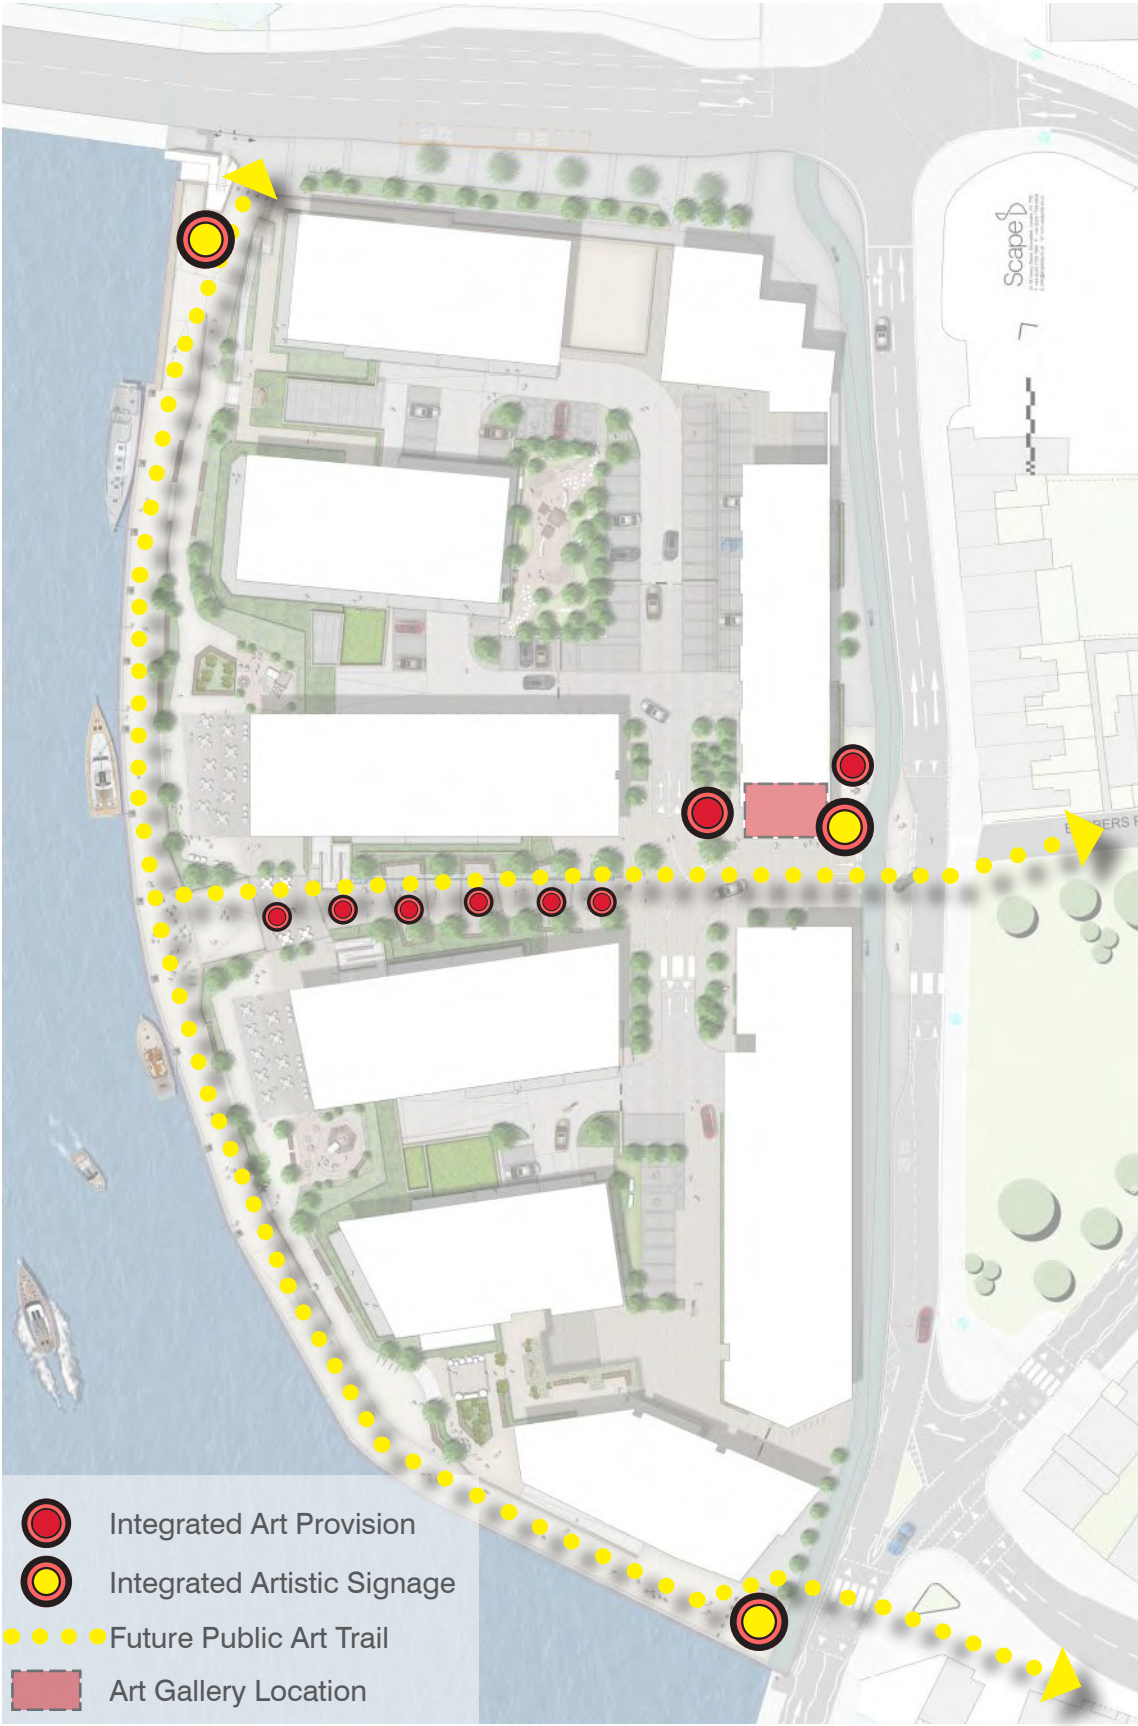 Scape
Integrated Art Provision
Integrated Artistic Signage
Future Public Art Trail
Art Gallery Location